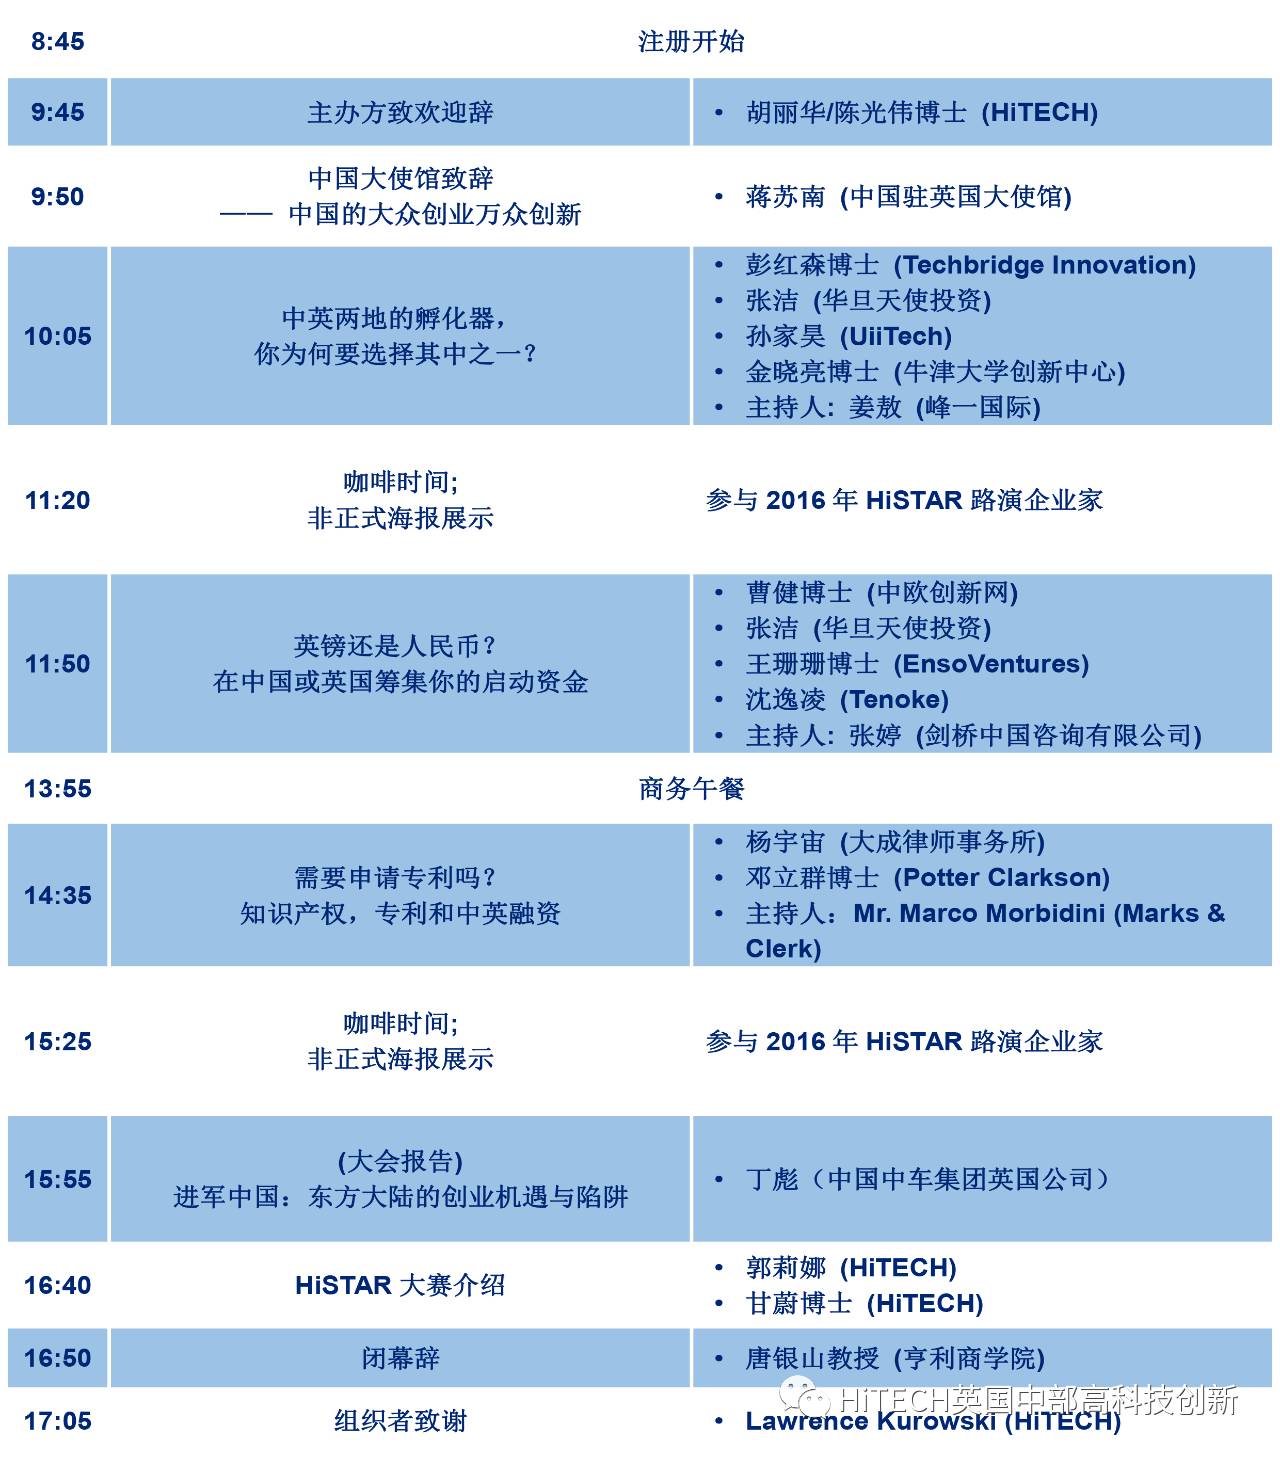 8:45 注册开始
9:45 主办方致欢迎辞 • 胡丽华/陈光伟博士 (HiTECH)
9:50
中国大使馆致辞
—— 中国的大众创业万众创新
• 蒋苏南 (中国驻英国大使馆)
10:05
中英两地的孵化器，
你为何要选择其中之一？
• 彭红森博士 (Techbridge Innovation)
• 张洁 (华旦天使投资)
• 孙家昊 (UiiTech)
• 金晓亮博士 (牛津大学创新中心)
• 主持人: 姜敖 (峰一国际)
11:20
咖啡时间;
非正式海报展示
参与 2016 年 HiSTAR 路演企业家
11:50
英镑还是人民币？
在中国或英国筹集你的启动资金
• 曹健博士 (中欧创新网)
• 张洁 (华旦天使投资)
• 王珊珊博士 (EnsoVentures)
• 沈逸凌 (Tenoke)
• 主持人: 张婷 (剑桥中国咨询有限公司)
13:55 商务午餐
14:35
需要申请专利吗？
知识产权，专利和中英融资
• 杨宇宙 (大成律师事务所)
• 邓立群博士 (Potter Clarkson)
• 主持人：Mr. Marco Morbidini (Marks &
Clerk)
15:25
咖啡时间;
非正式海报展示
参与 2016 年 HiSTAR 路演企业家
15:55
(大会报告)
进军中国：东方大陆的创业机遇与陷阱
• 丁彪（中国中车集团英国公司）
16:40 HiSTAR 大赛介绍
• 郭莉娜 (HiTECH)
• 甘蔚博士 (HiTECH)
16:50 闭幕辞 • 唐银山教授 (亨利商学院)
17:05 组织者致谢 • Lawrence Kurowski (HiTECH)
HiTECH英国中部高科技创新